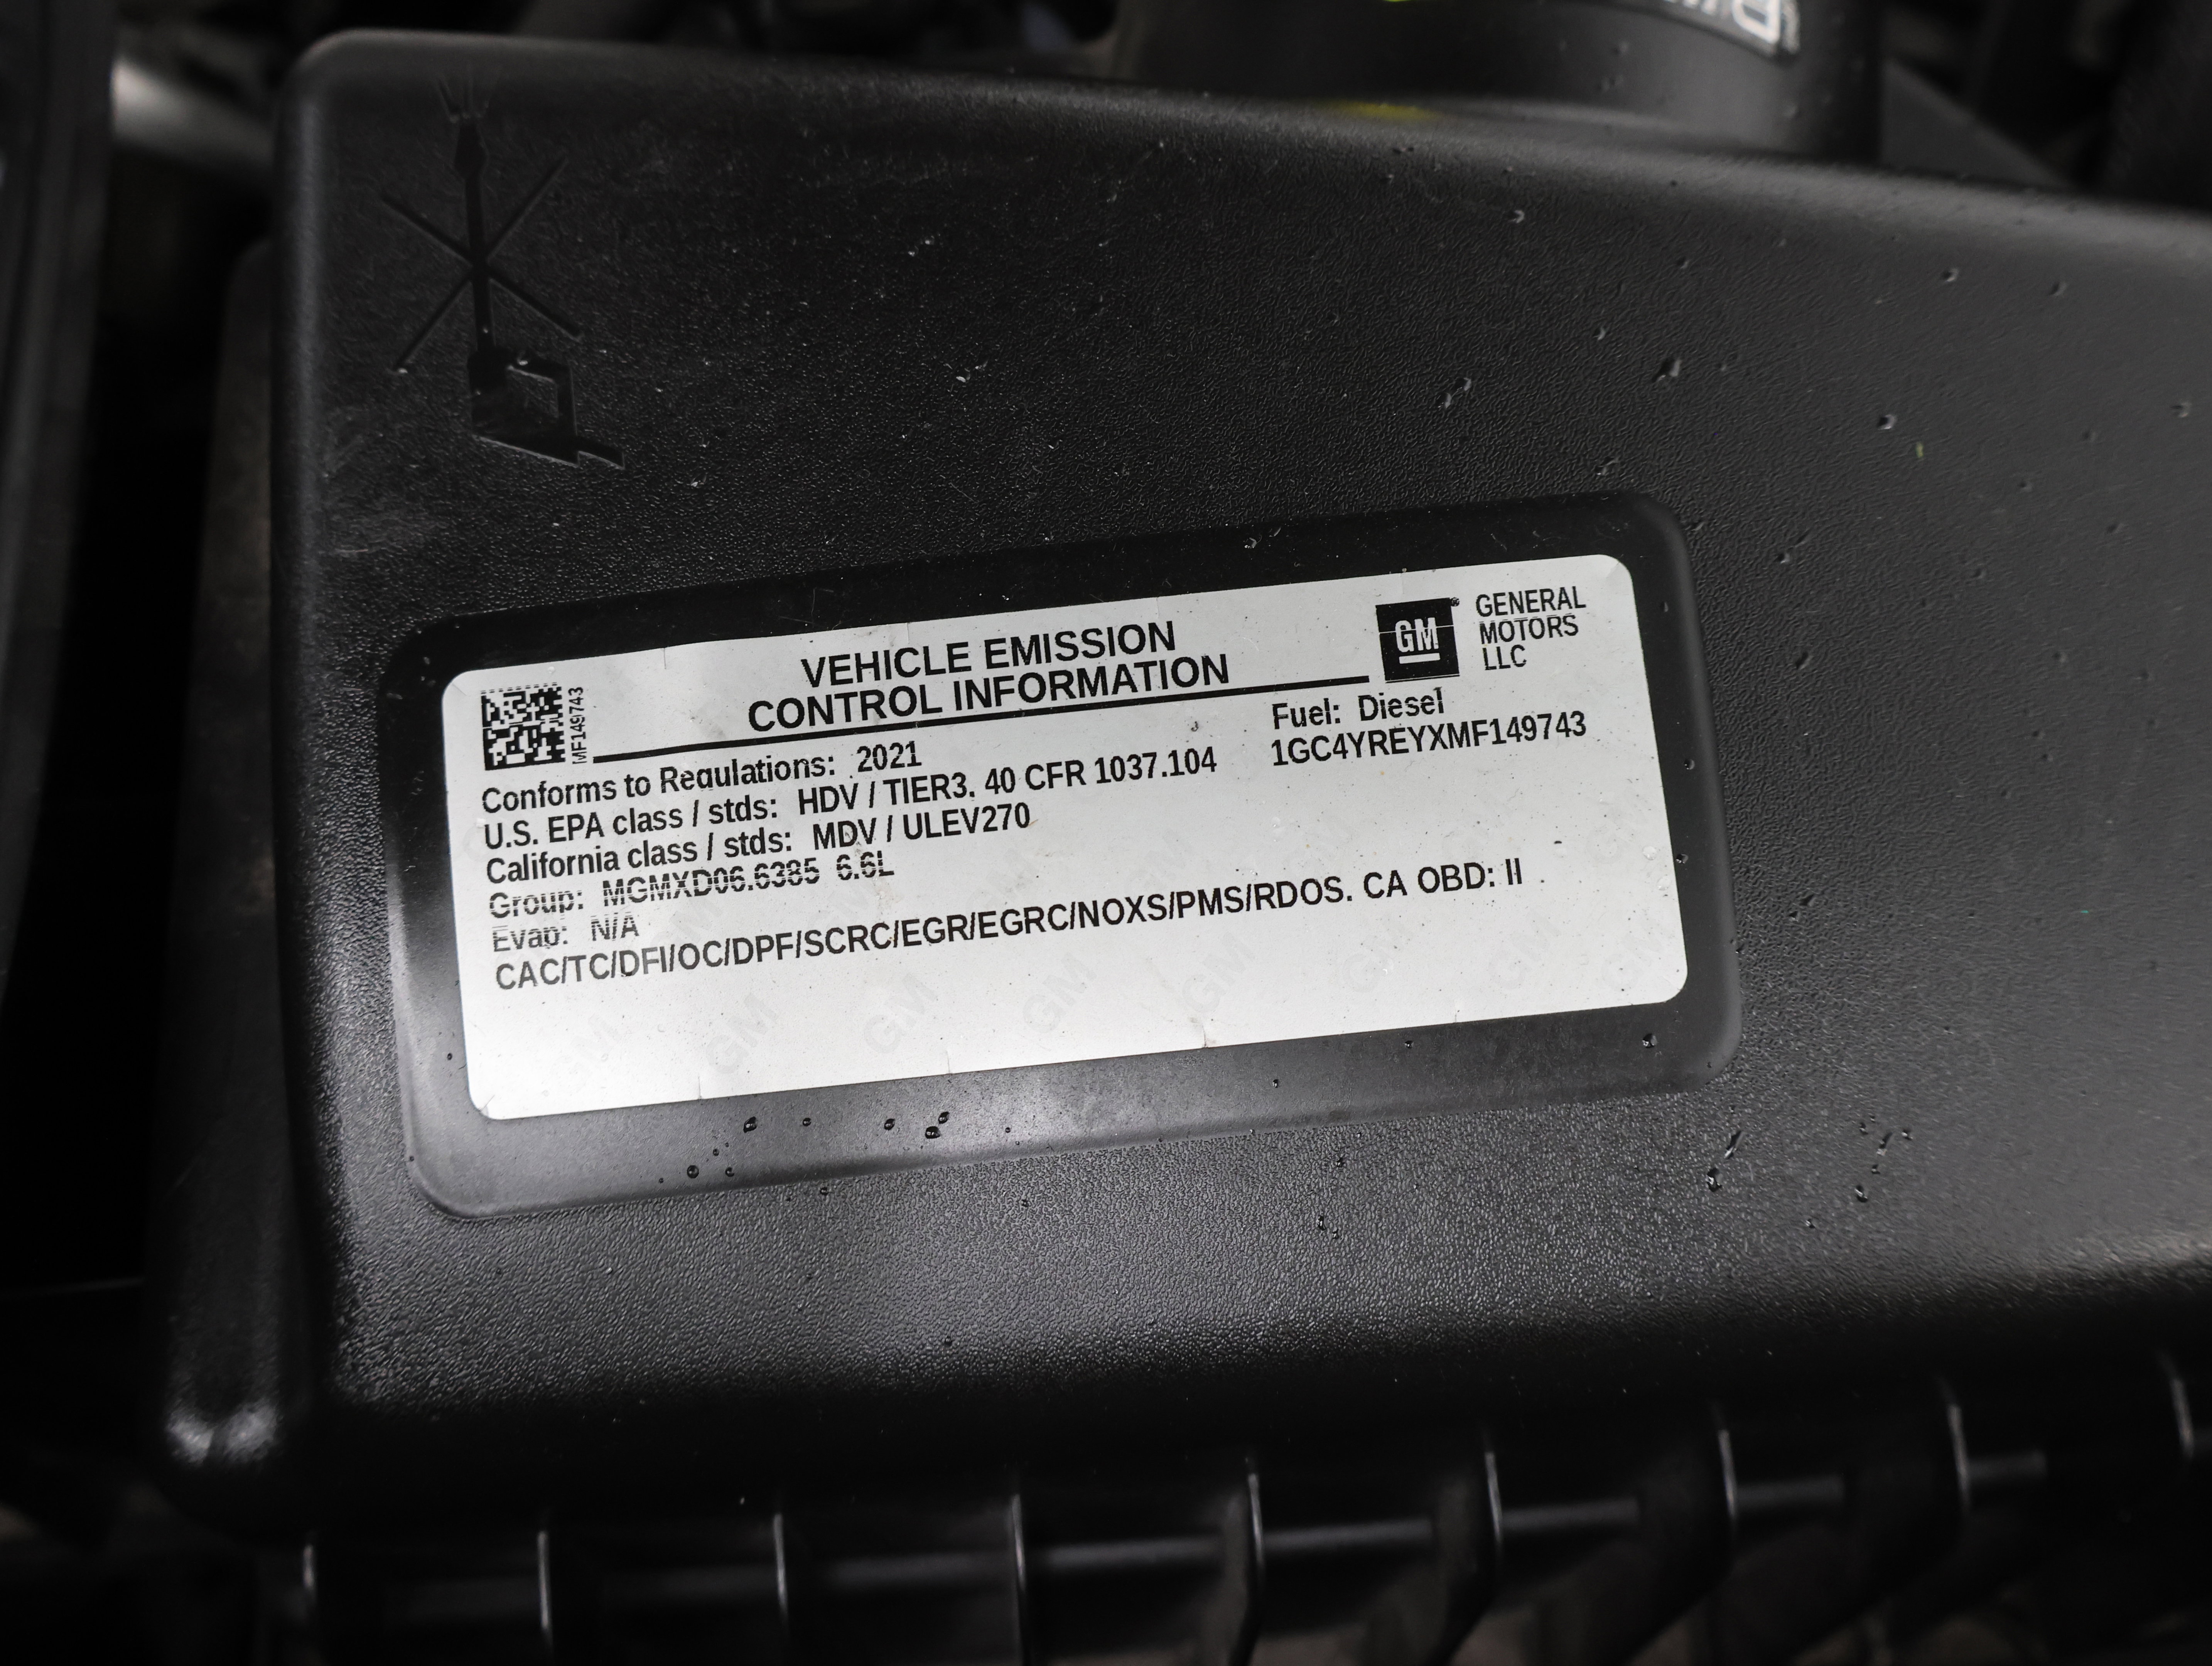 VEHICLE EMISSION
CONTROL INFORMATION
GM
GENERAL
MOTORS
LLC
MF149743
Conforms to Regulations: 2021
Fuel: Diesel
U.S. EPA class / stds: HDV / TIER3. 40 CFR 1037.104
1GC4YREYXMF149743
California class / stds: MDV / ULEV270
Group: MGMXD06.6385 6.6L
Evap: N/A
CAC/TC/DFI/OC/DPF/SCRC/EGR/EGRC/NOXS/PMS/RDOS. CA OBD: II